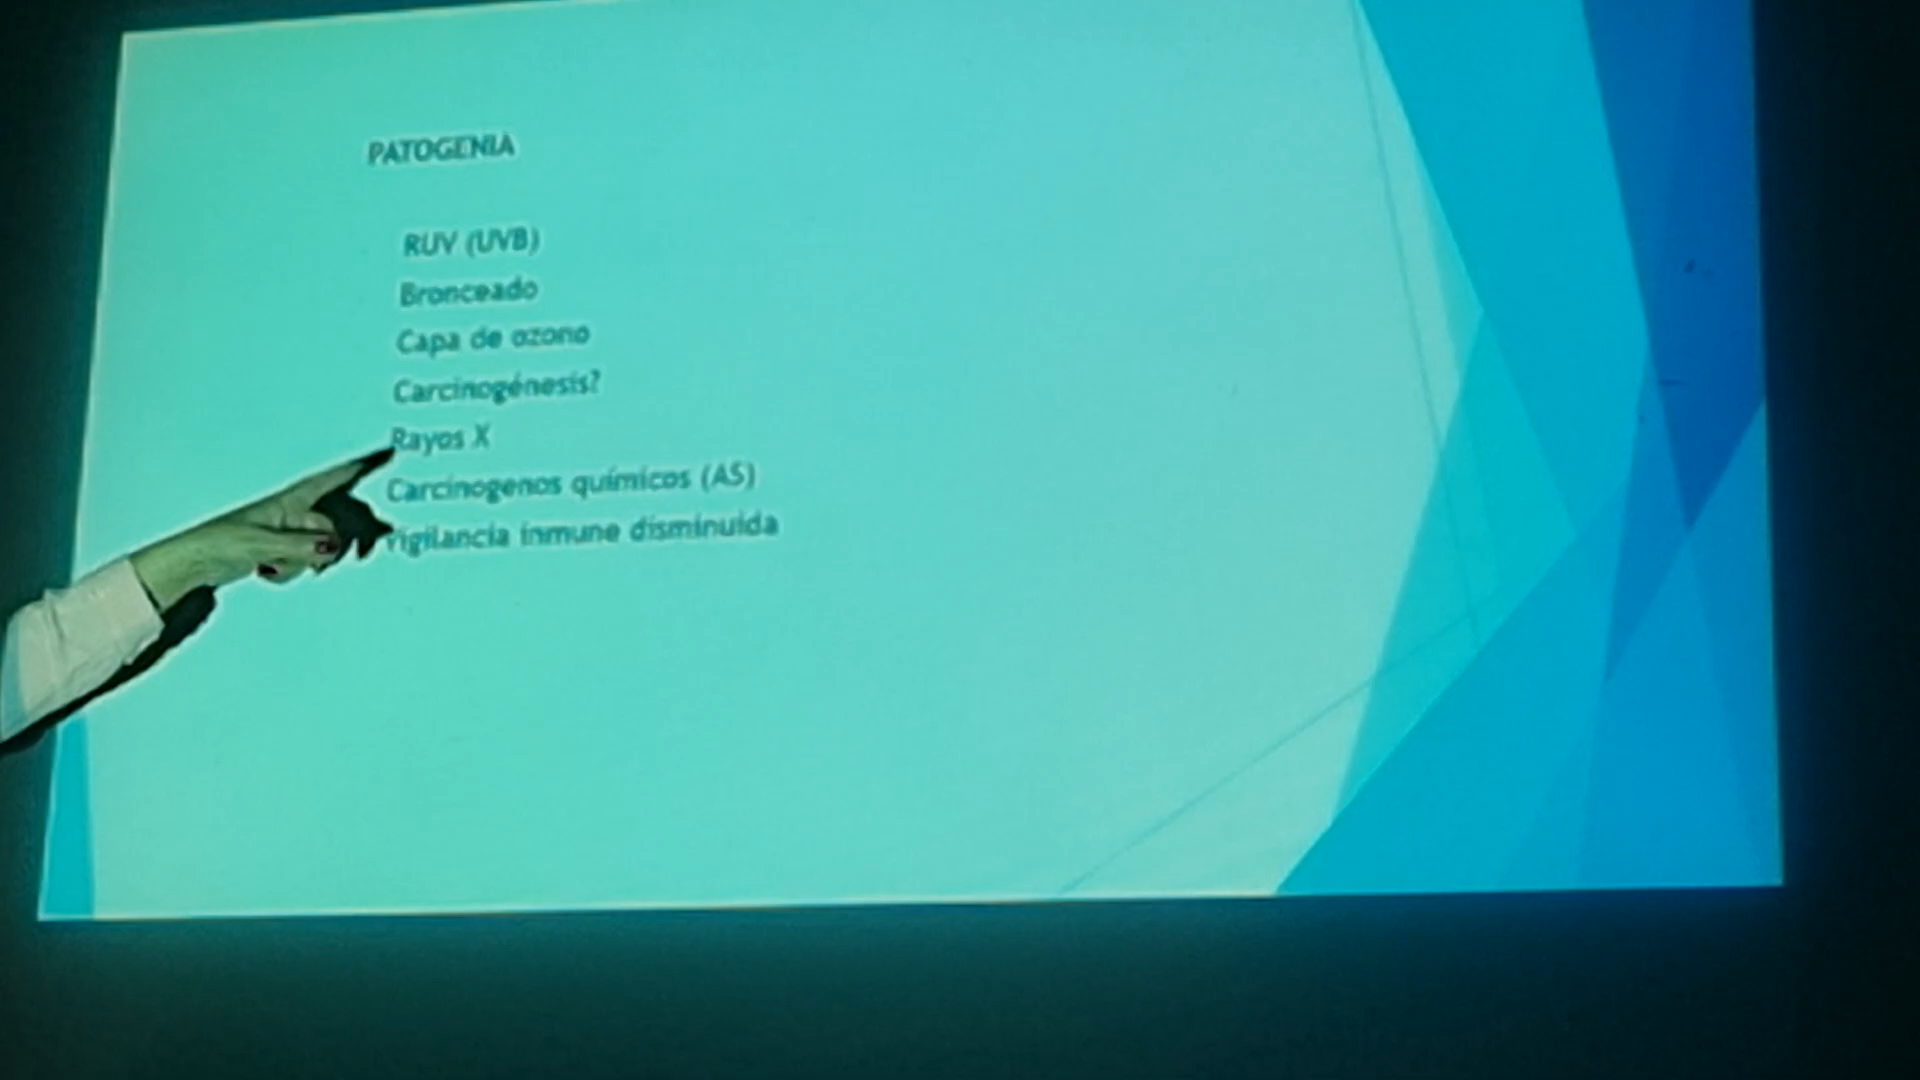 PATOGENIA
RUV (UVB)
Bronceado
Capa de ozono
Carcinogénesis?
Rayos X
Carcinogenos químicos (AS)
Vigilancia inmune disminuida